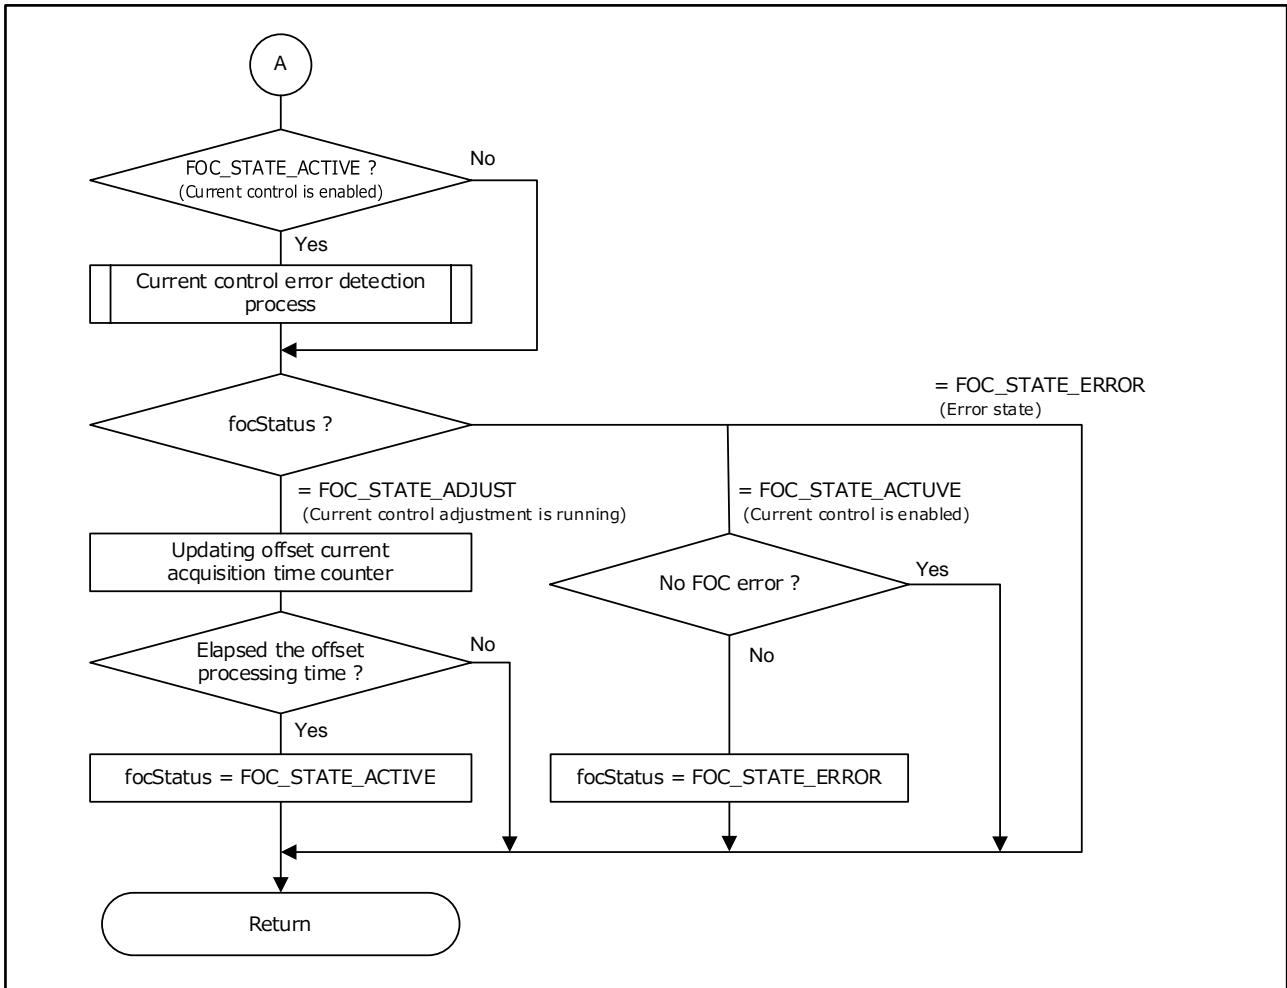 A
FOC_STATE_ACTIVE ?
(Current control is enabled)
No
Yes
Current control error detection
process
= FOC_STATE_ERROR
(Error state)
focStatus ?
= FOC_STATE_ADJUST
(Current control adjustment is running)
= FOC_STATE_ACTUVE
(Current control is enabled)
Updating offset current
acquisition time counter
No FOC error ?
Yes
No
Elapsed the offset
processing time ?
No
Yes
focStatus = FOC_STATE_ACTIVE
focStatus = FOC_STATE_ERROR
Return